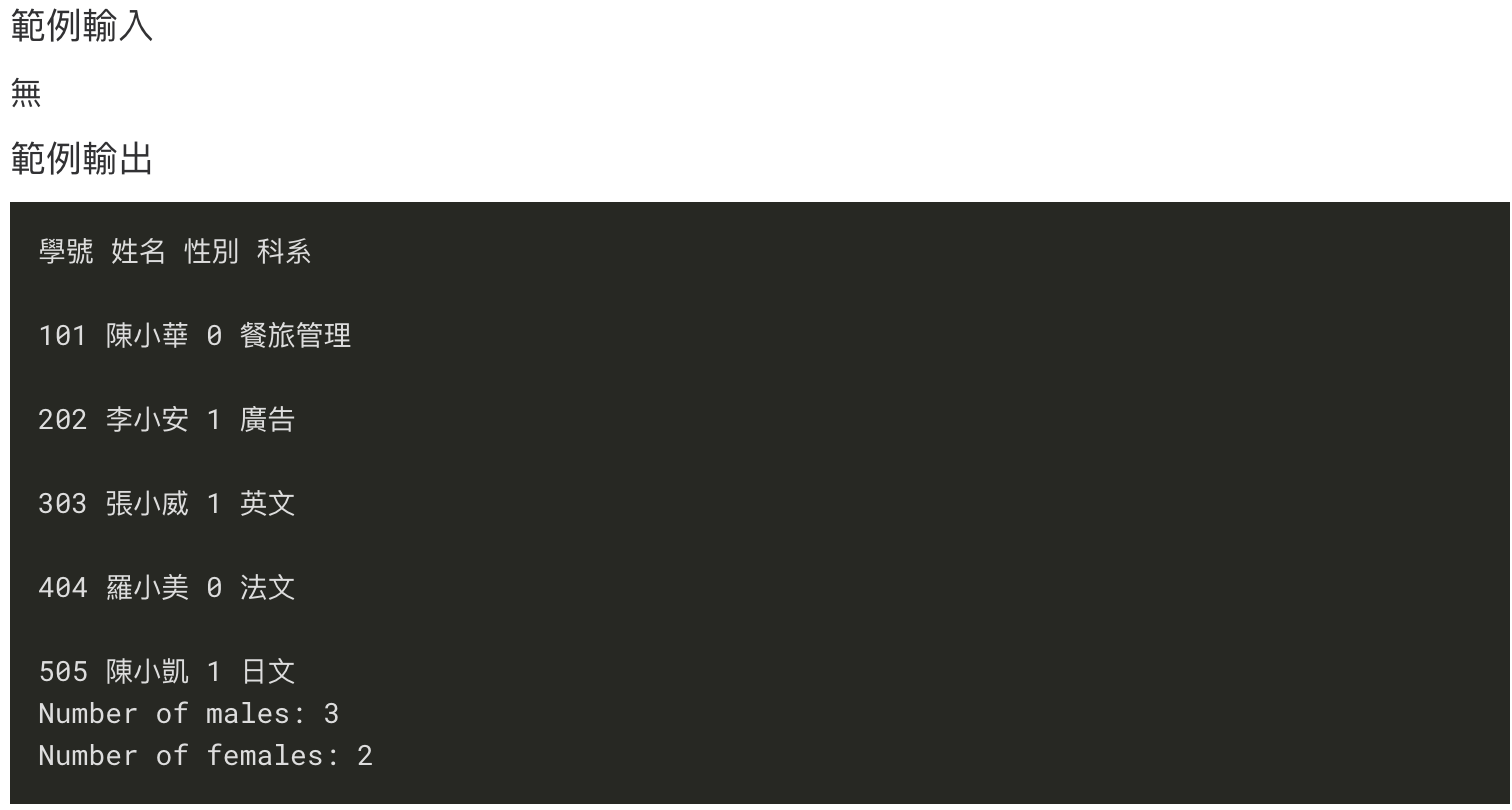 範例輸入
無
範例輸出
學號 姓名 性別 科系
101 陳小華 0 餐旅管理
202 李小安 1 廣告
303 張小威 1 英文
404 羅小美 0 法文
505 陳小凱 1 日文
Number of males: 3
Number of females: 2